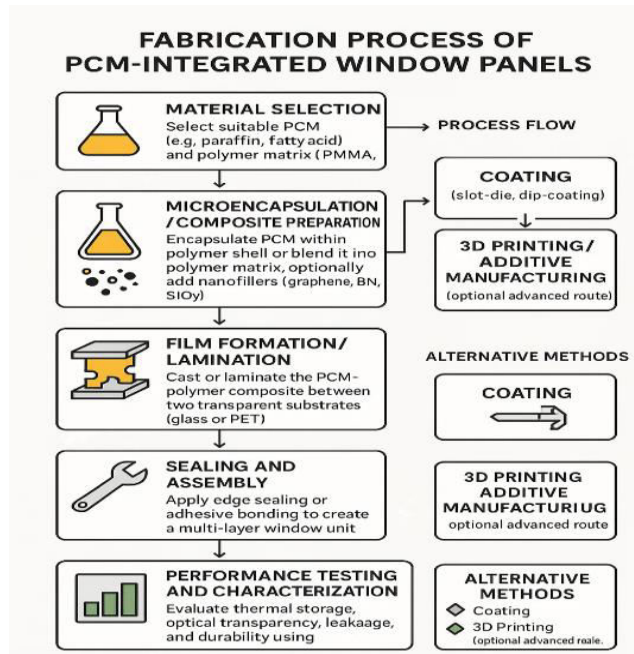 FABRICATION PROCESS OF
PCM-INTEGRATED WINDOW PANELS
MATERIAL SELECTION
Select suitable PCM
(e.g, paraffin, fatty acid)
and polymer matrix (PMMA,
PROCESS FLOW
MICROENCAPSULATION
/COMPOSITE PREPARATION
Encapsulate PCM within
polymer shell or blend it ino
polymer matrix, optionally
add nanofillers (graphene, BN,
SIOy)
COATING
(slot-die, dip-coating)
3D PRINTING/
ADDITIVE
MANUFACTURING
(optional advanced route)
FILM FORMATION/
LAMINATION
Cast or laminate the PCM-
polymer composite between
two transparent substrates
(glass or PET)
ALTERNATIVE METHODS
COATING
SEALING AND
ASSEMBLY
Apply edge sealing or
adhesive bonding to create
a multi-layer window unit
3D PRINTING
ADDITIVE
MANUFACTURIUG
optional advanced route
PERFORMANCE TESTING
AND CHARACTERIZATION
Evaluate thermal storage,
optical transparency, leakaage,
and durability using
ALTERNATIVE
METHODS
Coating
3D Printing
(optional advanced roale.